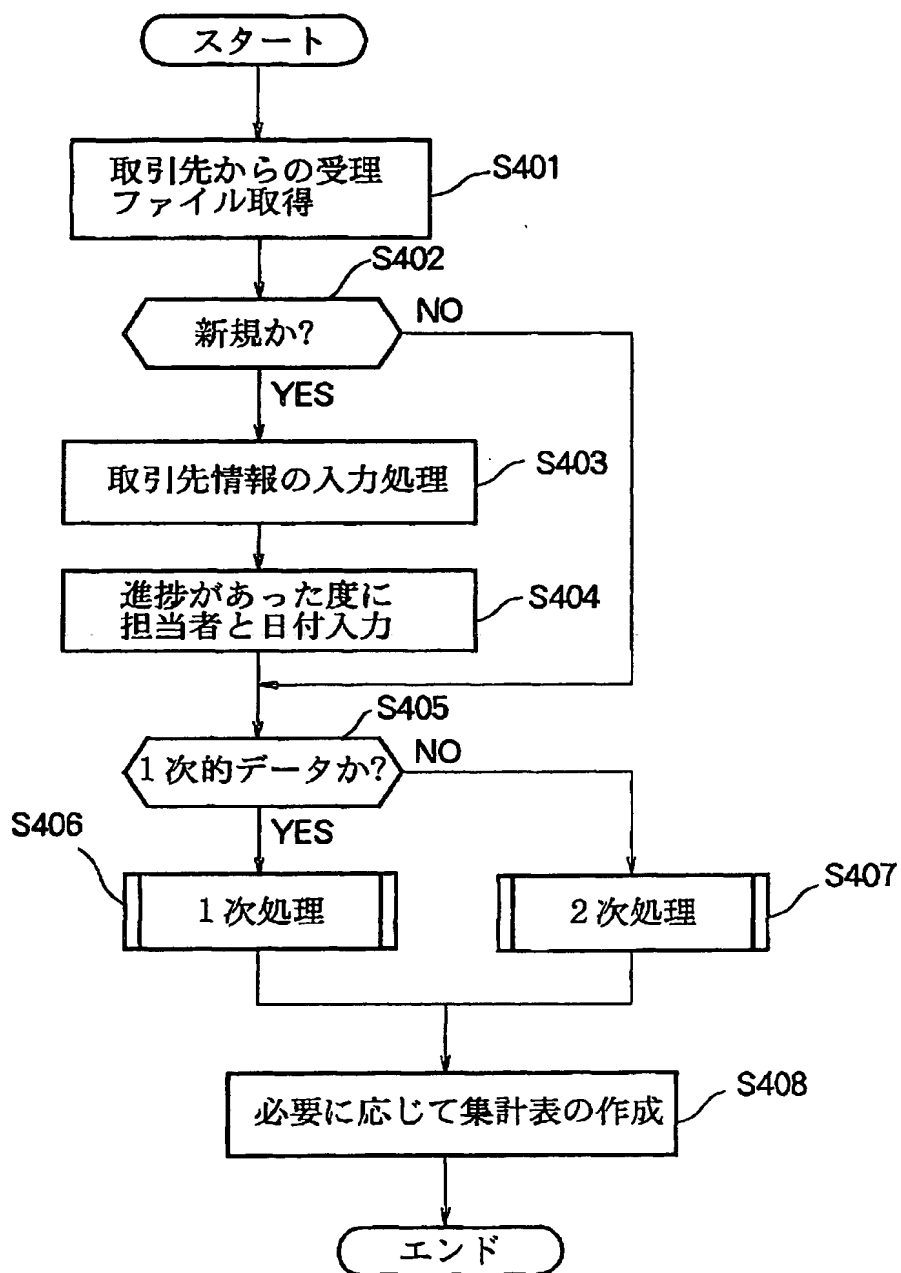 スタート
取引先からの受理
ファイル取得
S401
S402
新規か?
NO
YES
取引先情報の入力処理
S403
進捗があった度に
担当者と日付入力
S404
S405
1次的データか?
NO
YES
S406
1次処理
2次処理
S407
必要に応じて集計表の作成
S408
エンド